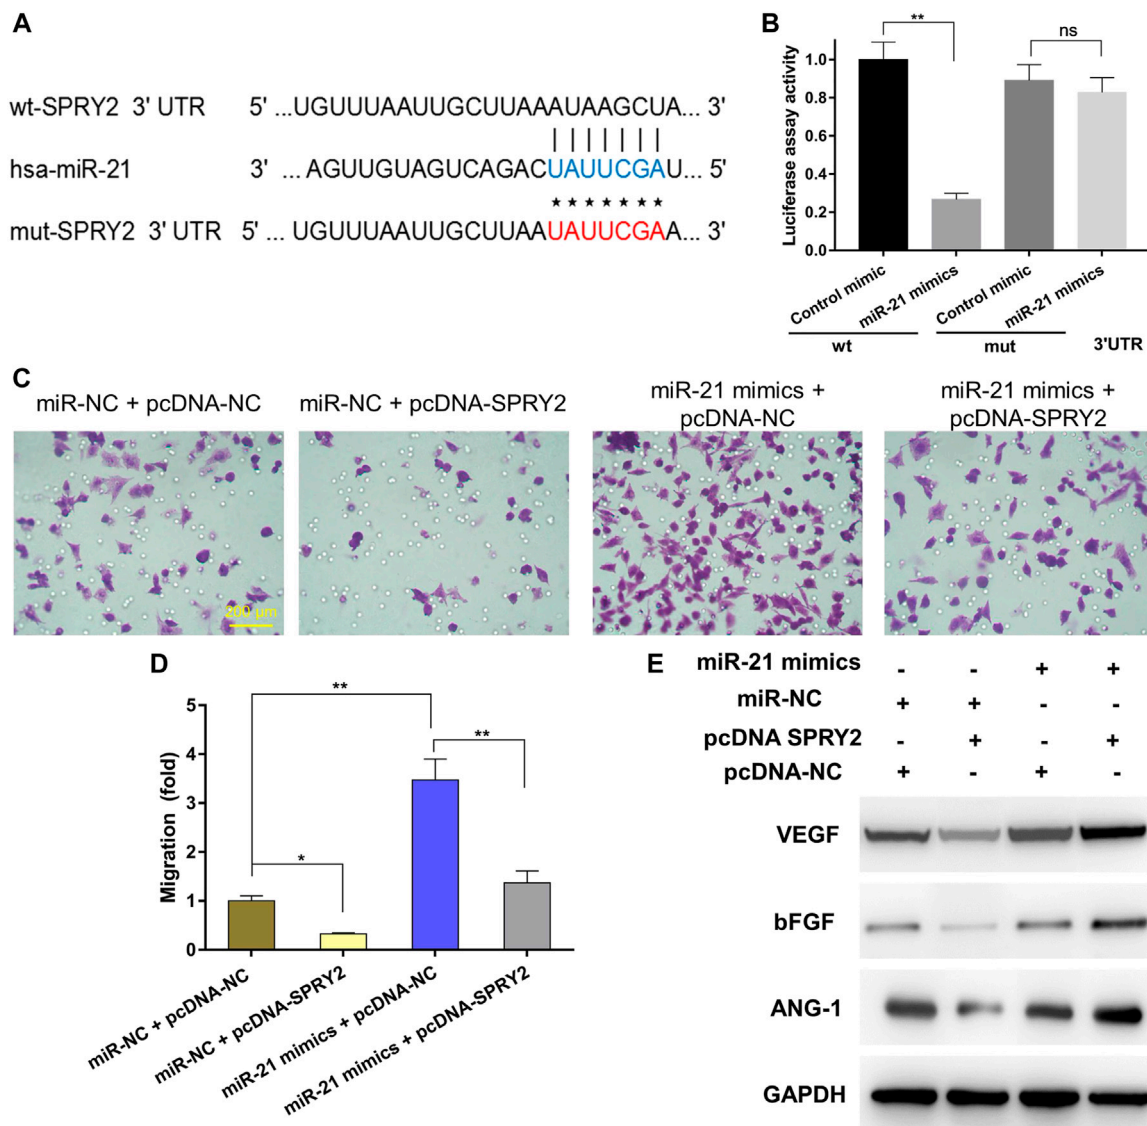 A
wt-SPRY2 3' UTR 5' ...UGUUUAAUUGCUUAAAUAAGCUA... 3'
hsa-miR-21 3' ... AGUUGUAGUCAGACUAUUCGAU... 5'
mut-SPRY2 3' UTR 5' ... UGUUUAAUUGCUUAAUAUUCGAA... 3'
B
**
ns
Luciferase assay activity
1.0
0.8
0.6
0.4
0.2
0.0
Control mimic
miR-21 mimics
Control mimic
miR-21 mimics
wt
mut
3'UTR
C
miR-NC + pcDNA-NC
miR-NC + pcDNA-SPRY2
miR-21 mimics +
pcDNA-NC
miR-21 mimics +
pcDNA-SPRY2
200 μm
D
**
**
*
Migration (fold)
5
4
3
2
1
0
miR-NC + pcDNA-NC
miR-NC + pcDNA-SPRY2
miR-21 mimics + pcDNA-NC
miR-21 mimics + pcDNA-SPRY2
E
miR-21 mimics - - + +
miR-NC + + - -
pcDNA SPRY2 - + - +
pcDNA-NC + - + -
VEGF
bFGF
ANG-1
GAPDH